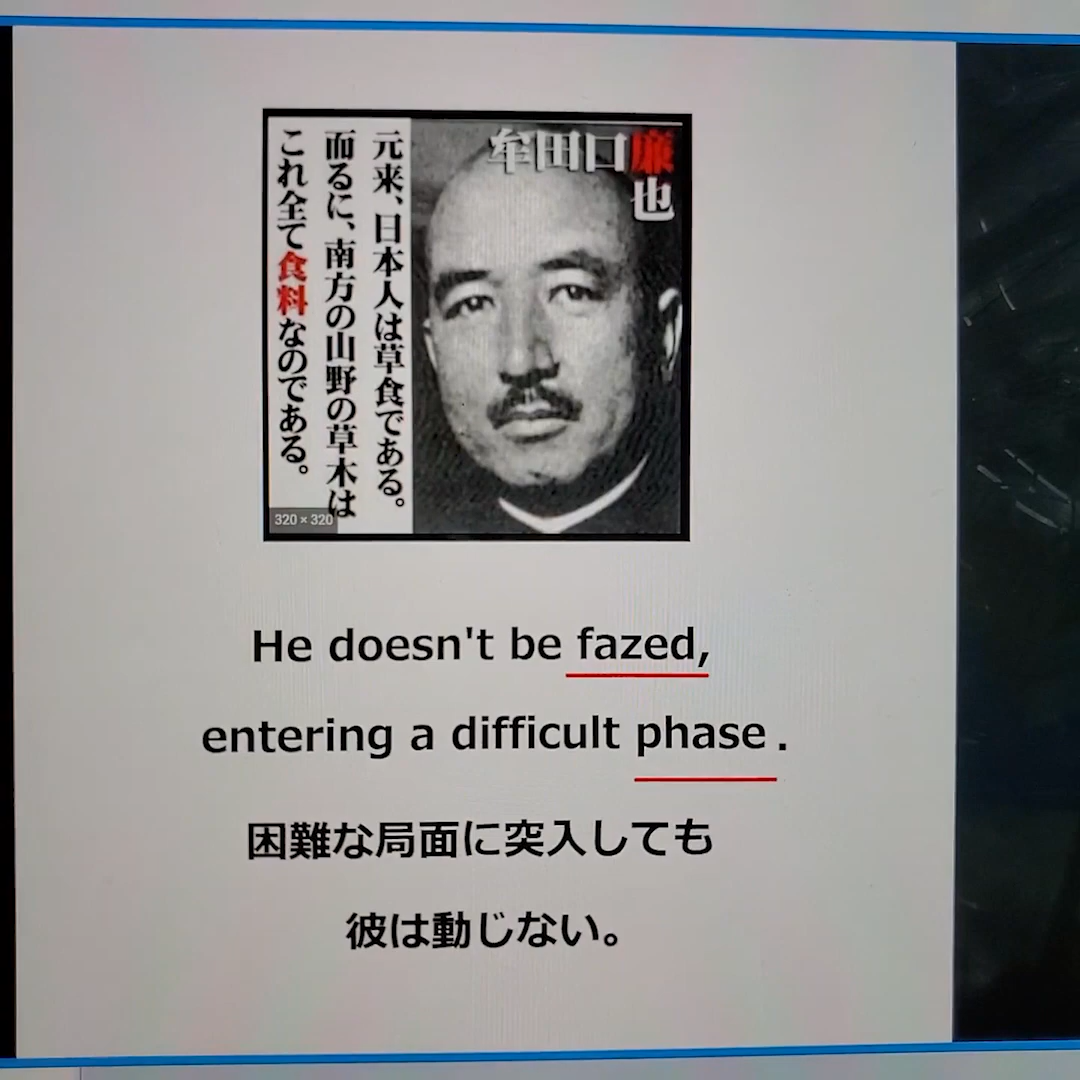 牟田口廉也
元来、日本人は草食である。
而るに、南方の山野の草木は
これ全て食料なのである。
320 × 320
He doesn't be fazed,
entering a difficult phase .
困難な局面に突入しても
彼は動じない。